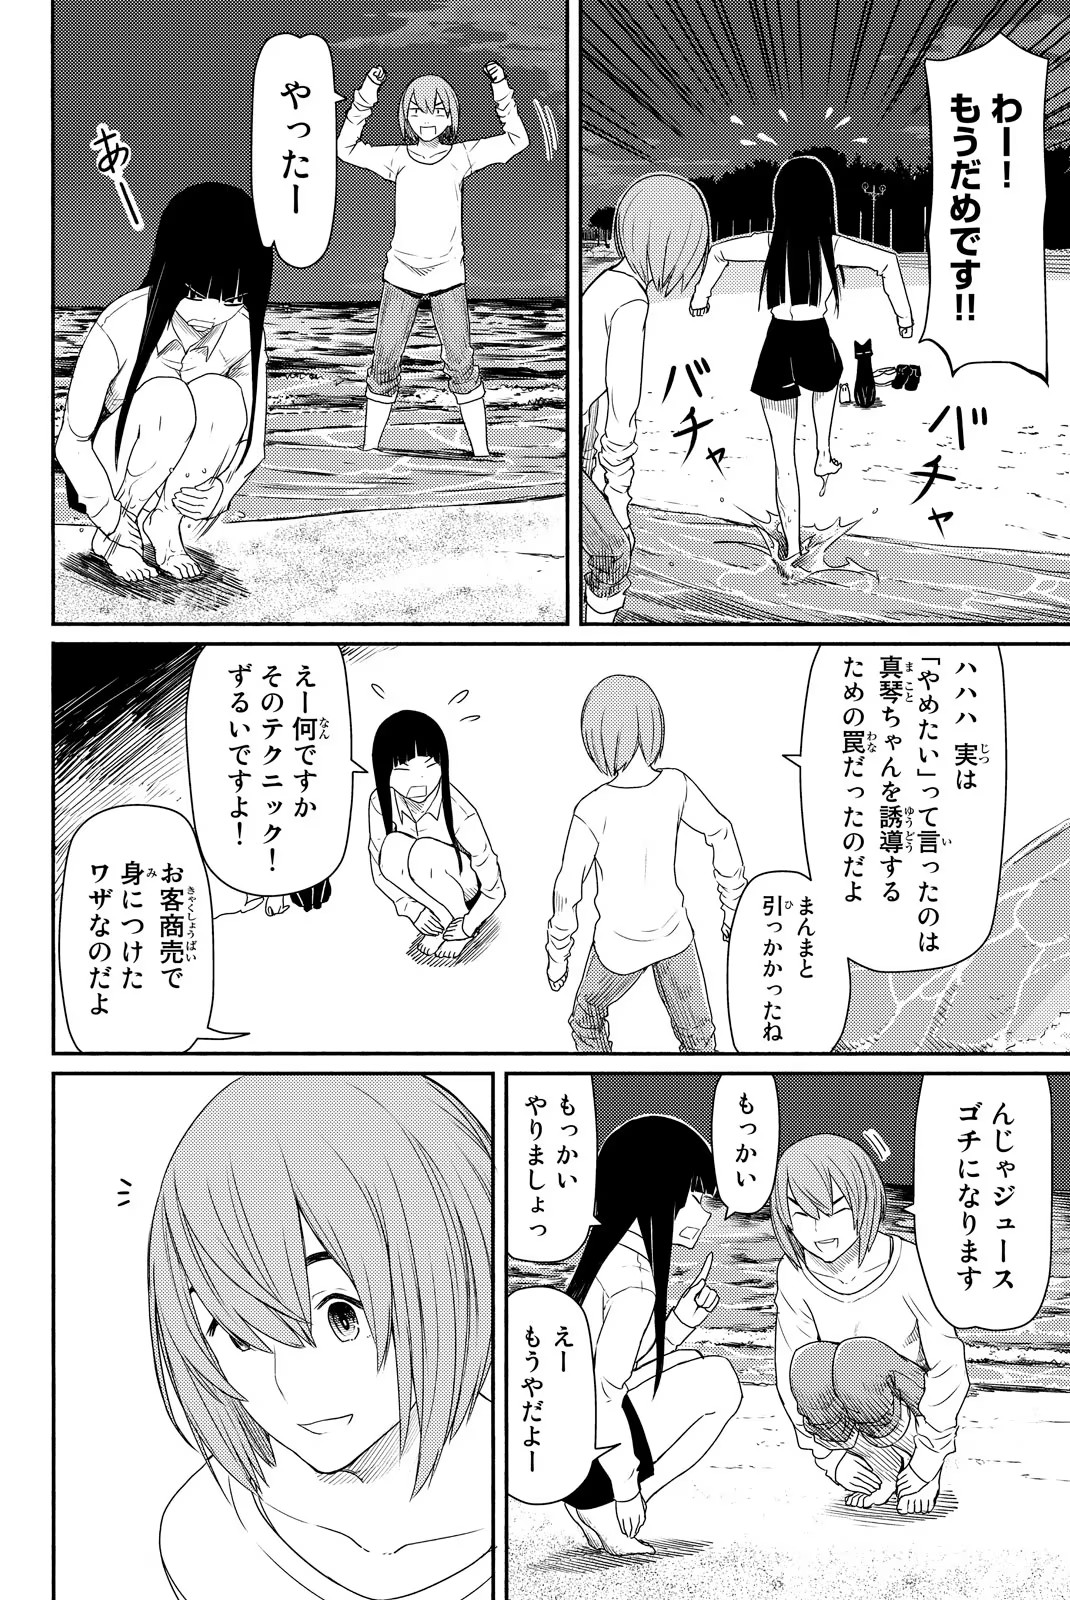 わー！
もうだめです!!
バチャ
バチャ
やったー
あー
ハハハ 実は
「やめたい」って言ったのは
真琴ちゃんを誘導する
ための罠だったのだよ
まんまと
引っかかったね
えー何ですか
そのテクニック！
ずるいですよ！
お客商売で
身につけた
ワザなのだよ
んじゃジュース
ゴチになります
もっかい
もっかい
やりましょっ
えー
もうやだよー